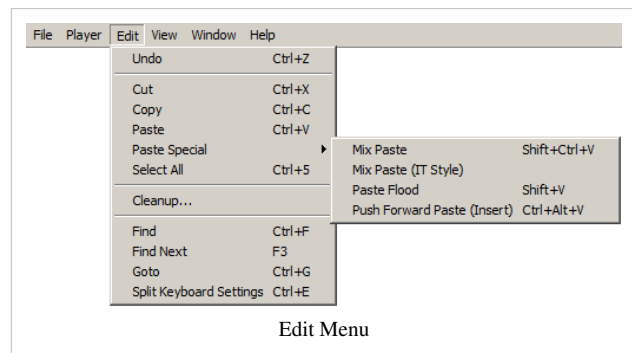 File Player Edit View Window Help
Undo Ctrl+Z
Cut Ctrl+X
Copy Ctrl+C
Paste Ctrl+V
Paste Special
Select All Ctrl+5
Cleanup...
Find Ctrl+F
Find Next F3
Goto Ctrl+G
Split Keyboard Settings Ctrl+E
Mix Paste Shift+Ctrl+V
Mix Paste (IT Style)
Paste Flood Shift+V
Push Forward Paste (Insert) Ctrl+Alt+V
Edit Menu